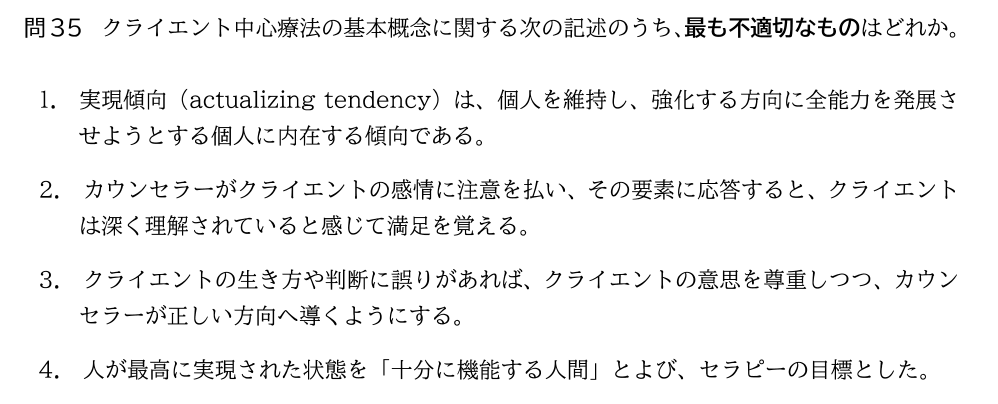 問35 クライエント中心療法の基本概念に関する次の記述のうち、最も不適切なものはどれか。
1. 実現傾向（actualizing tendency）は、個人を維持し、強化する方向に全能力を発展さ
せようとする個人に内在する傾向である。
2. カウンセラーがクライエントの感情に注意を払い、その要素に応答すると、クライエント
は深く理解されていると感じて満足を覚える。
3. クライエントの生き方や判断に誤りがあれば、クライエントの意思を尊重しつつ、カウン
セラーが正しい方向へ導くようにする。
4. 人が最高に実現された状態を「十分に機能する人間」とよび、セラピーの目標とした。